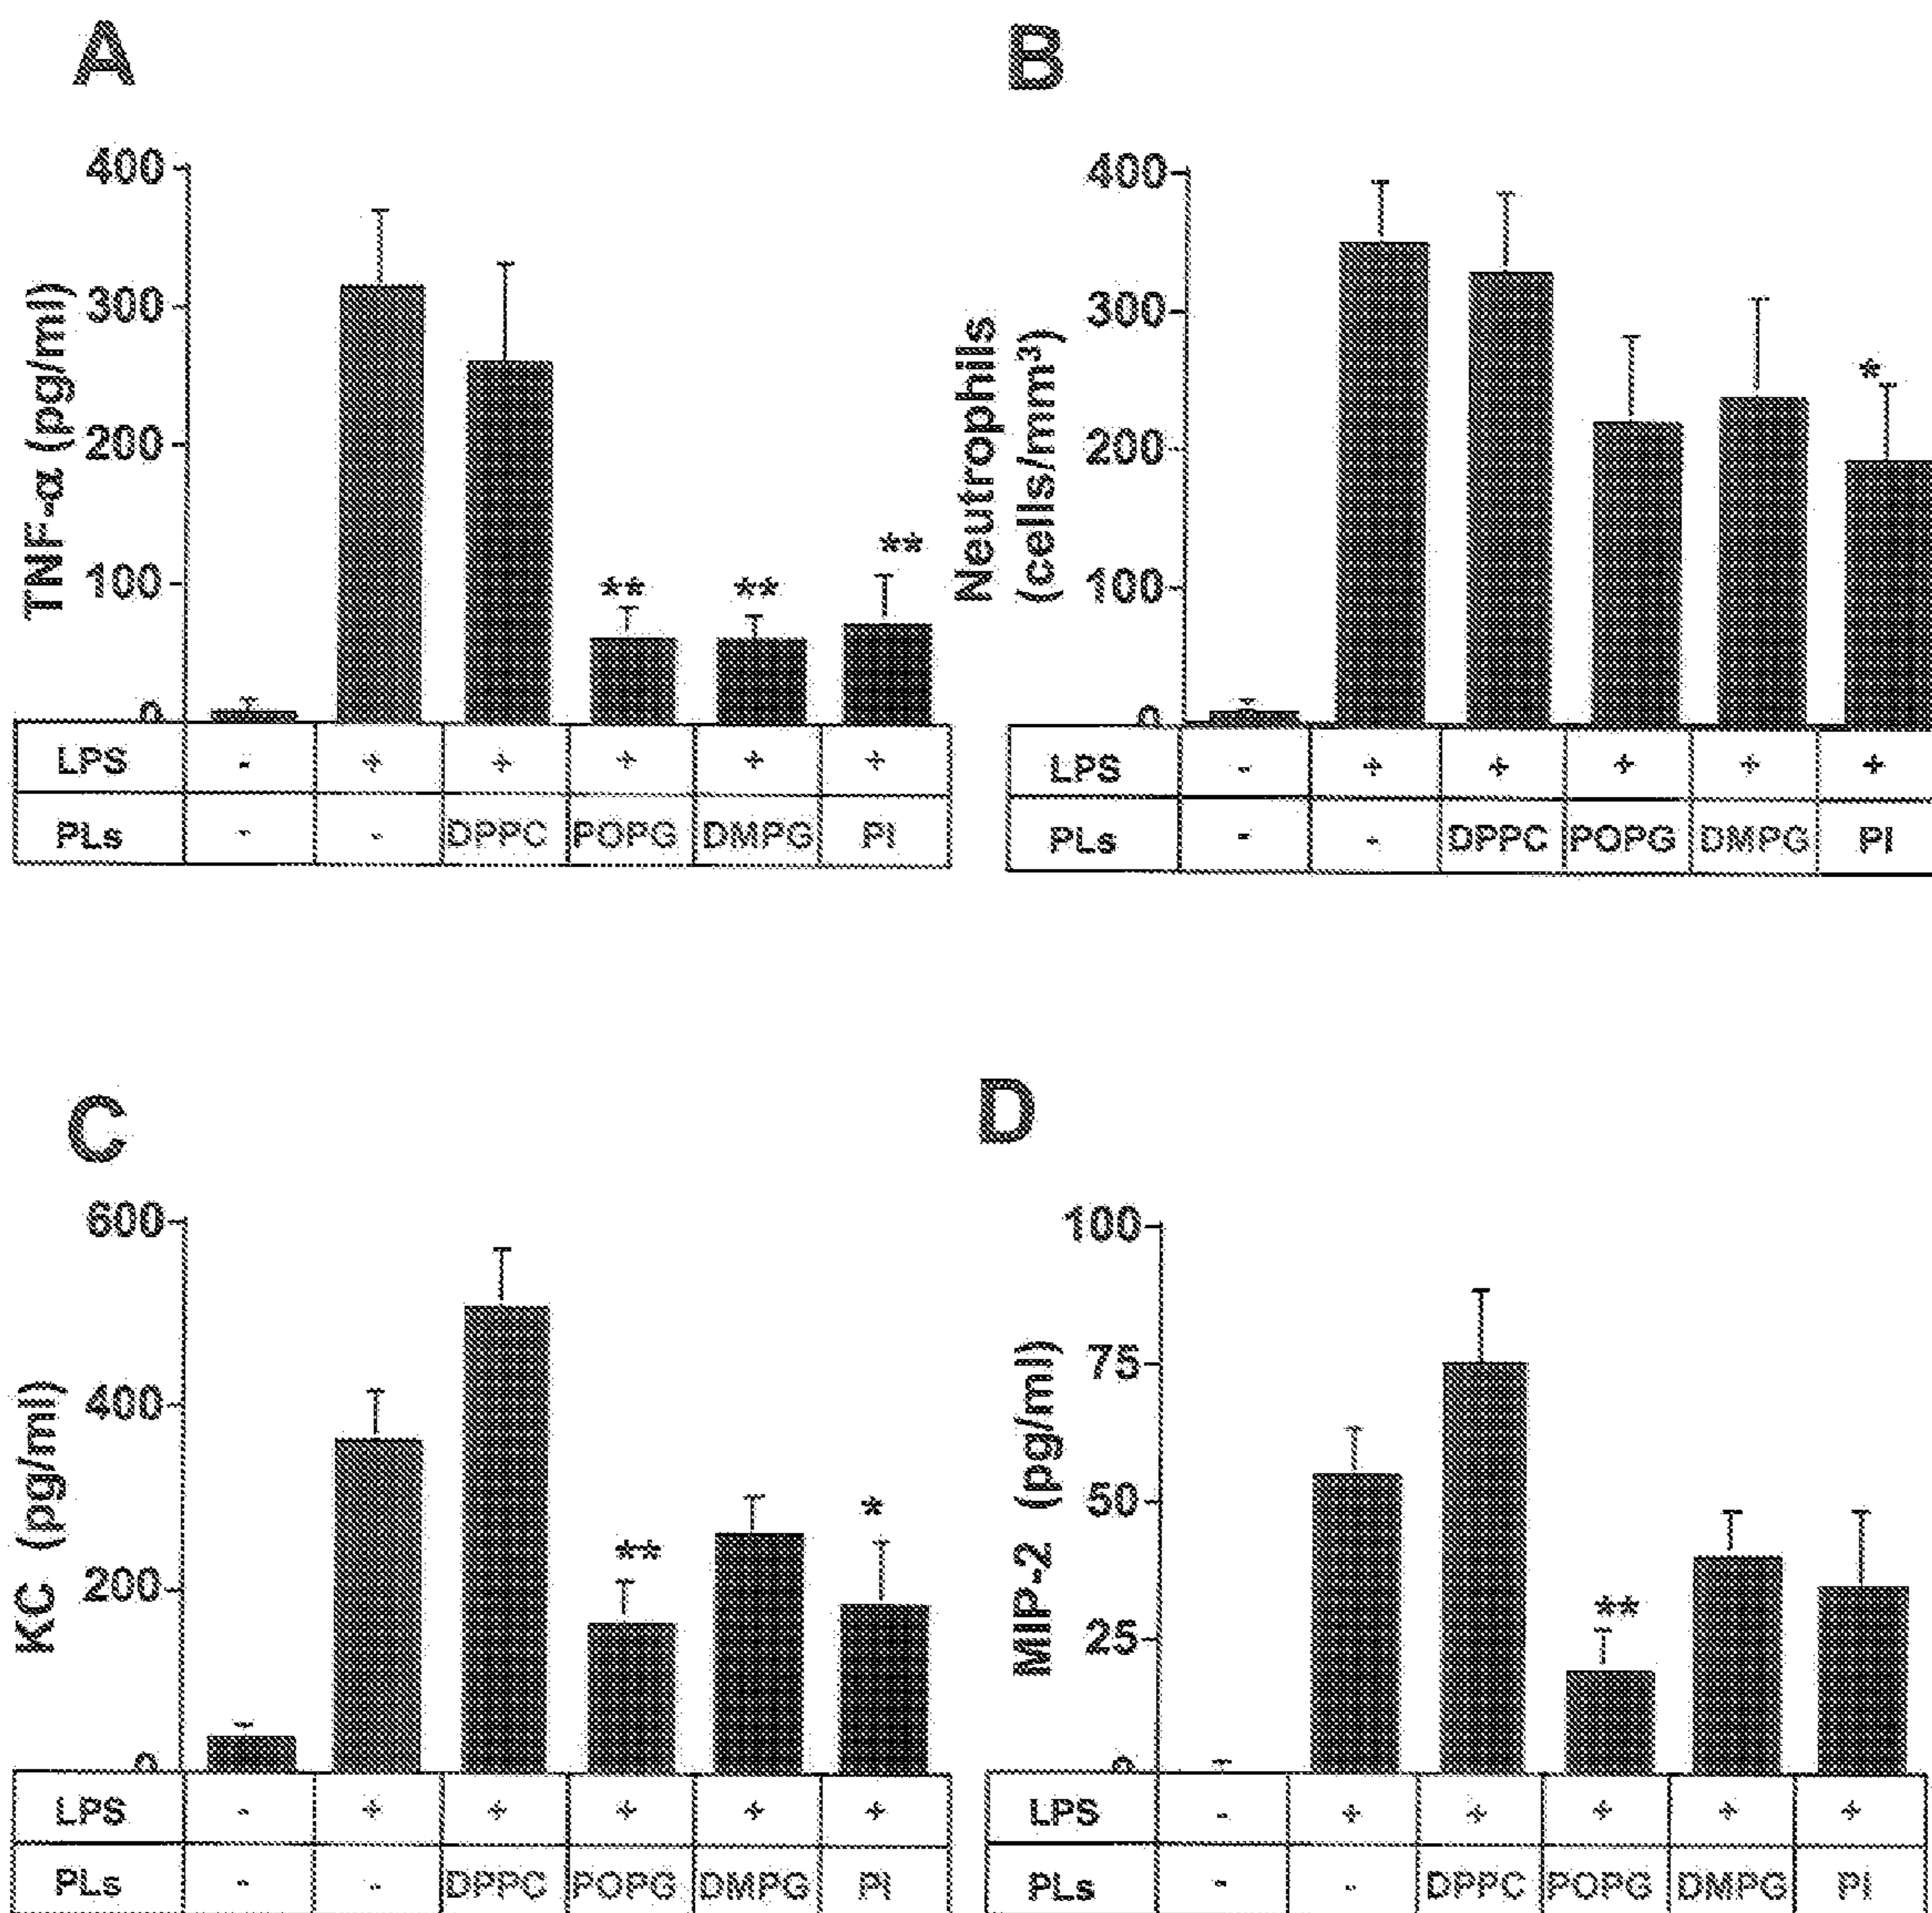 A
TNF-α (pg/ml)
400
300
200
100
0
** ** **
LPS - + + + + +
PLs - - DPPC POPG DMPG PI
B
Neutrophils
(cells/mm³)
400
300
200
100
0
*
LPS - + + + + +
PLs - - DPPC POPG DMPG PI
C
KC (pg/ml)
600
400
200
0
** *
LPS - + + + + +
PLs - - DPPC POPG DMPG PI
D
MIP-2 (pg/ml)
100
75
50
25
0
**
LPS - + + + + +
PLs - - DPPC POPG DMPG PI